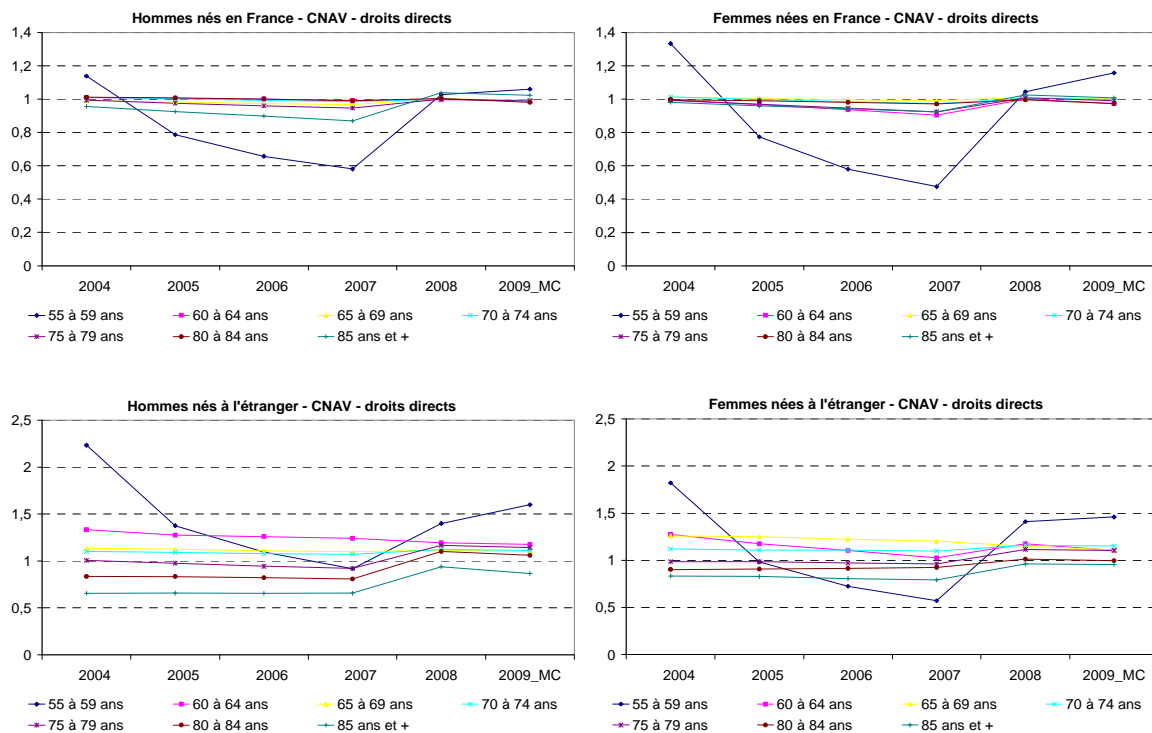 Hommes nés en France - CNAV - droits directs
1,4
1,2
1
0,8
0,6
0,4
0,2
0
2004 2005 2006 2007 2008 2009_MC
55 à 59 ans 60 à 64 ans 65 à 69 ans 70 à 74 ans
75 à 79 ans 80 à 84 ans 85 ans et +
Femmes nées en France - CNAV - droits directs
1,4
1,2
1
0,8
0,6
0,4
0,2
0
2004 2005 2006 2007 2008 2009_MC
55 à 59 ans 60 à 64 ans 65 à 69 ans 70 à 74 ans
75 à 79 ans 80 à 84 ans 85 ans et +
Hommes nés à l'étranger - CNAV - droits directs
2,5
2
1,5
1
0,5
0
2004 2005 2006 2007 2008 2009_MC
55 à 59 ans 60 à 64 ans 65 à 69 ans 70 à 74 ans
75 à 79 ans 80 à 84 ans 85 ans et +
Femmes nées à l'étranger - CNAV - droits directs
2,5
2
1,5
1
0,5
0
2004 2005 2006 2007 2008 2009_MC
55 à 59 ans 60 à 64 ans 65 à 69 ans 70 à 74 ans
75 à 79 ans 80 à 84 ans 85 ans et +